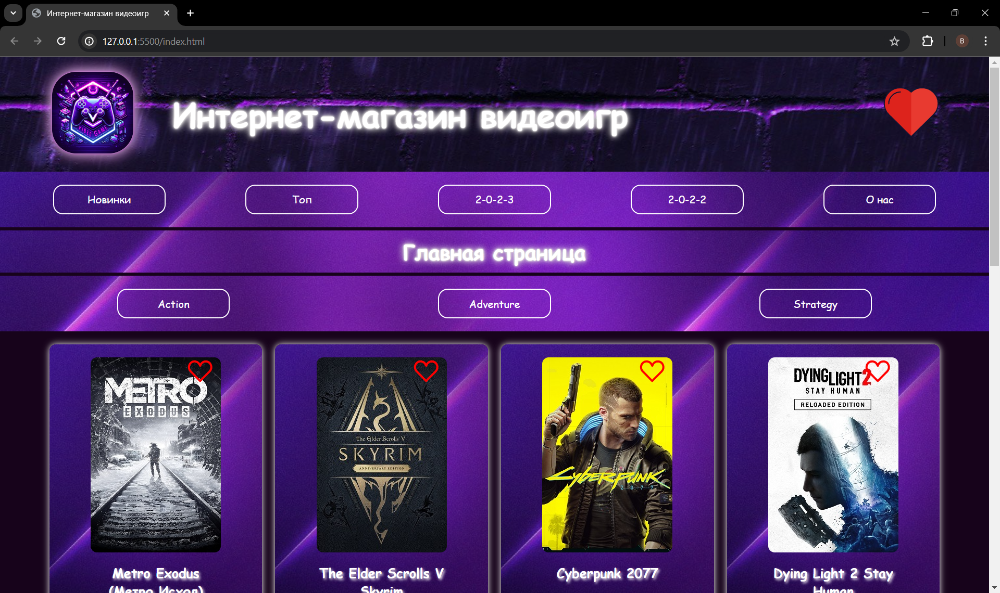 Интернет-магазин видеоигр
127.0.0.1:5500/index.html
B
VIDEO GAME
Интернет-магазин видеоигр
Новинки
Топ
2-0-2-3
2-0-2-2
О нас
Главная страница
Action
Adventure
Strategy
METRO
EXODUS
The Elder Scrolls V
SKYRIM
ANNIVERSARY EDITION
Cyberpunk
2077
DYING LIGHT 2
STAY HUMAN
RELOADED EDITION
Metro Exodus
(Метро Исход)
The Elder Scrolls V
Skyrim
Cyberpunk 2077
Dying Light 2 Stay
Human